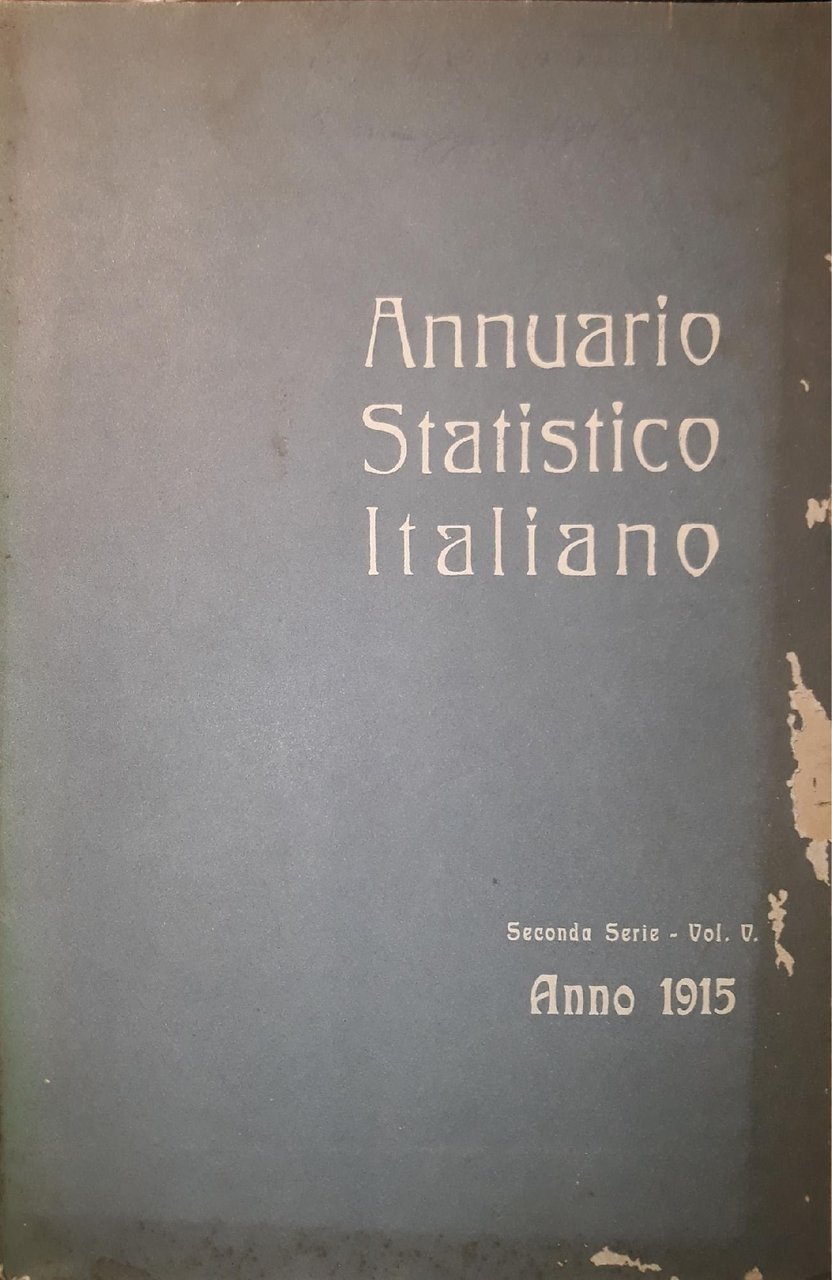 Annuario
Statistico
Italiano
Seconda Serie - Vol. V.
Anno 1915